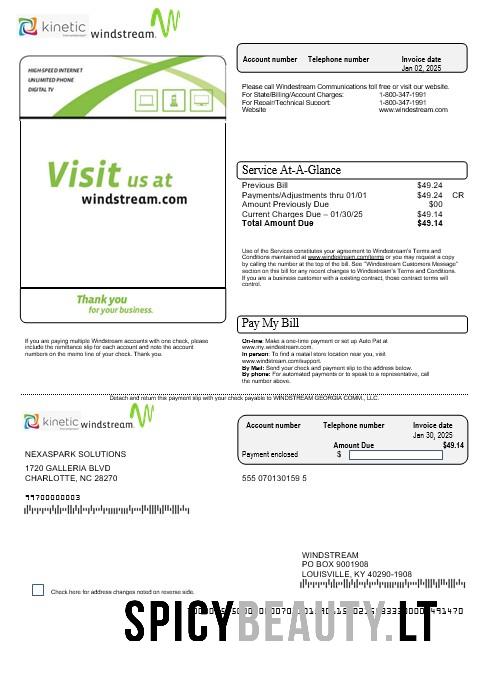 kinetic windstream.
HIGH-SPEED INTERNET
UNLIMITED PHONE
DIGITAL TV
Visit us at
windstream.com
Thank you
for your business.
If you are paying multiple Windstream accounts with one check, please
include the remittance slip for each account and note the account
numbers on the memo line of your check. Thank you.
Account number Telephone number Invoice date
Jan 02, 2025
Please call Windstream Communications toll free or visit our website.
For State/Billing/Account Charges: 1-800-347-1991
For Repair/Technical Support: 1-800-347-1991
Website www.windestream.com
Service At-A-Glance
Previous Bill $49.24
Payments/Adjustments thru 01/01 $49.24 CR
Amount Previously Due $00
Current Charges Due – 01/30/25 $49.14
Total Amount Due $49.14
Use of the Services constitutes your agreement to Windstream's Terms and
Conditions maintained at www.windstream.com/terms or you may request a copy
by calling the number at the top of the bill. See "Windstream Customers Message"
section on this bill for any recent changes to Windstream's Terms and Conditions.
If you are a business customer with a existing contract, those contract terms will
control.
Pay My Bill
On-line: Make a one-time payment or set up Auto Pat at
www.my.windstream.com.
In person: To find a matail store location near you, visit
www.windstream.com/support.
By Mail: Send your check and payment slip to the address below.
By phone: For automated payments or to speak to a representative, call
the number above.
Detach and return this payment slip with your check payable to WINDSTREAM GEORGIA COMM., LLC.
kinetic windstream.
NEXASPARK SOLUTIONS
1720 GALLERIA BLVD
CHARLOTTE, NC 28270
99700000003
Account number Telephone number Invoice date
Jan 30, 2025
Amount Due $49.14
Payment enclosed $
555 070130159 5
WINDSTREAM
PO BOX 9001908
LOUISVILLE, KY 40290-1908
Check here for address changes noted on reverse side.
SPICYBEAUTY.LT